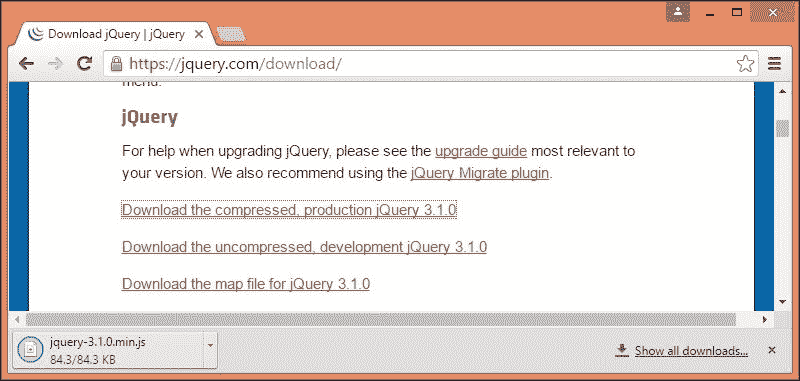 Download jQuery | jQuery
https://jquery.com/download/
menu.
jQuery
For help when upgrading jQuery, please see the upgrade guide most relevant to
your version. We also recommend using the jQuery Migrate plugin.
Download the compressed, production jQuery 3.1.0
Download the uncompressed, development jQuery 3.1.0
Download the map file for jQuery 3.1.0
jquery-3.1.0.min.js
84.3/84.3 KB
Show all downloads...